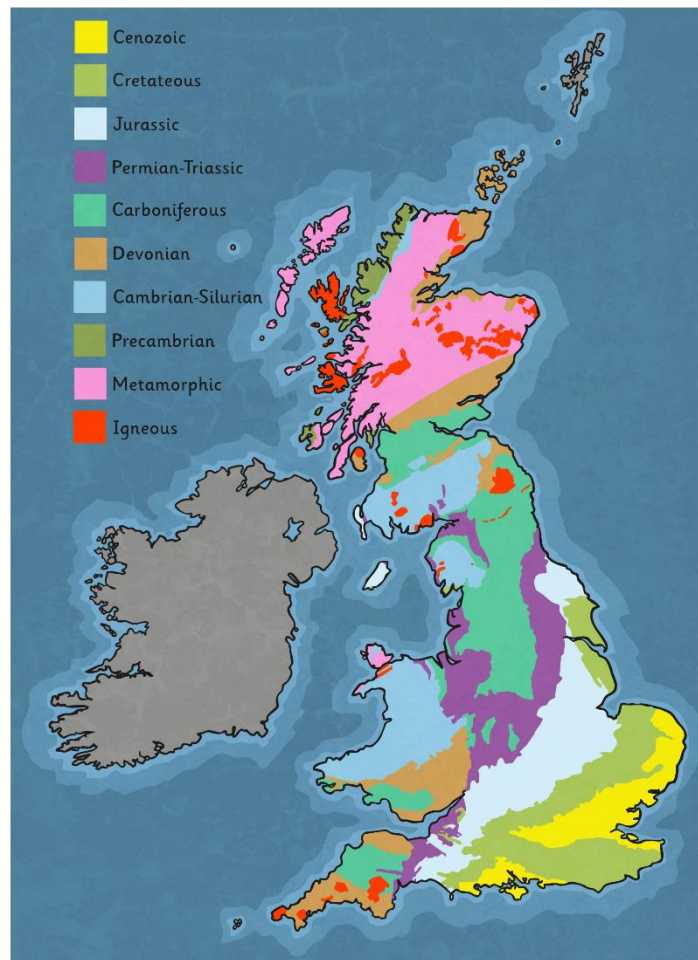 Cenozoic
Cretateous
Jurassic
Permian-Triassic
Carboniferous
Devonian
Cambrian-Silurian
Precambrian
Metamorphic
Igneous